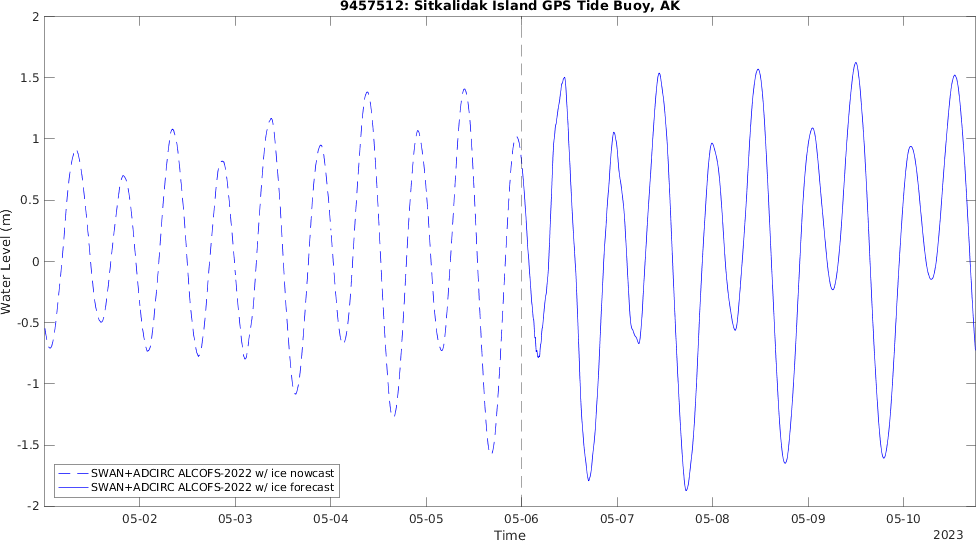 9457512: Sitkalidak Island GPS Tide Buoy, AK
2
1.5
1
0.5
0
-0.5
-1
-1.5
-2
Water Level (m)
SWAN+ADCIRC ALCOFS-2022 w/ ice nowcast
SWAN+ADCIRC ALCOFS-2022 w/ ice forecast
05-02 05-03 05-04 05-05 05-06 05-07 05-08 05-09 05-10
Time
2023